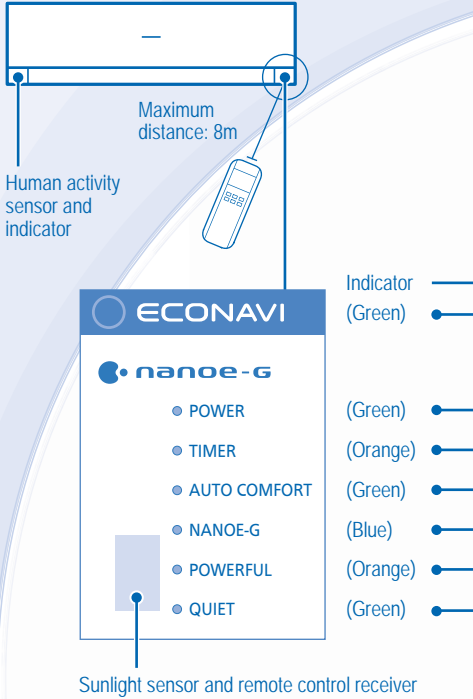 Maximum
distance: 8m
Human activity
sensor and
indicator
Indicator
ECONAVI (Green)
nanoe-G
POWER (Green)
TIMER (Orange)
AUTO COMFORT (Green)
NANOE-G (Blue)
POWERFUL (Orange)
QUIET (Green)
Sunlight sensor and remote control receiver